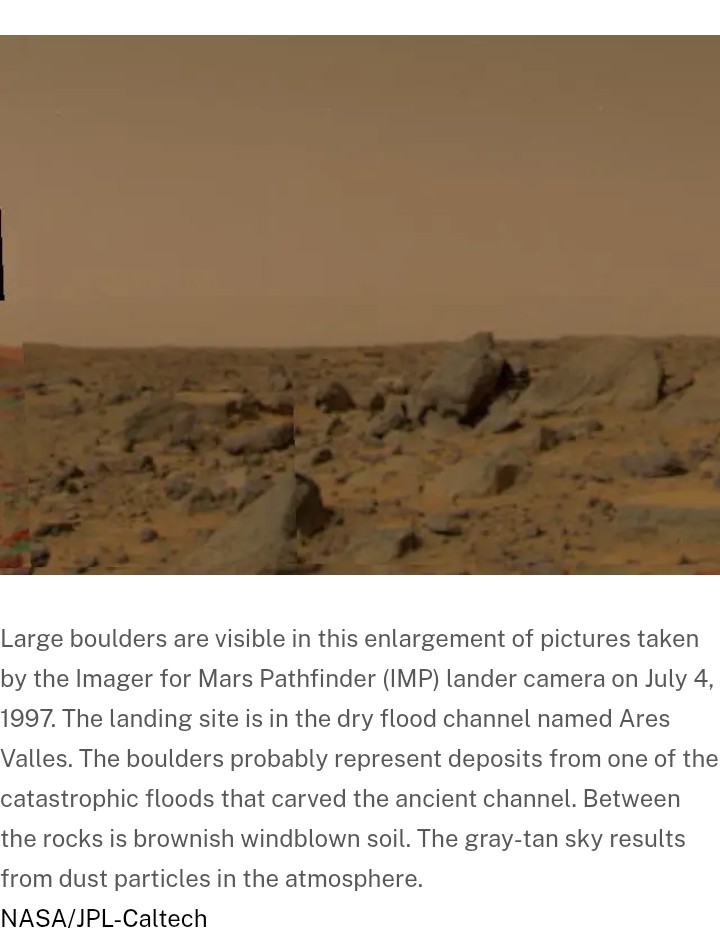 Large boulders are visible in this enlargement of pictures taken
by the Imager for Mars Pathfinder (IMP) lander camera on July 4,
1997. The landing site is in the dry flood channel named Ares
Valles. The boulders probably represent deposits from one of the
catastrophic floods that carved the ancient channel. Between
the rocks is brownish windblown soil. The gray-tan sky results
from dust particles in the atmosphere.
NASA/JPL-Caltech